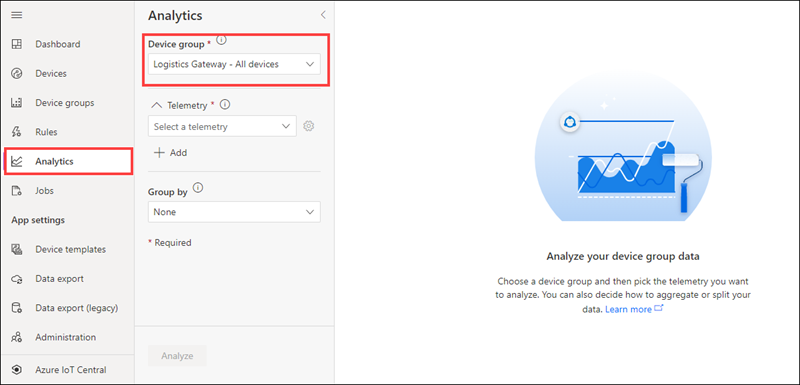 Dashboard
Devices
Device groups
Rules
Analytics
Jobs
App settings
Device templates
Data export
Data export (legacy)
Administration
Azure IoT Central
Analytics
Device group *
Logistics Gateway - All devices
Telemetry *
Select a telemetry
Add
Group by
None
* Required
Analyze
Analyze your device group data
Choose a device group and then pick the telemetry you want
to analyze. You can also decide how to aggregate or split your
data. Learn more